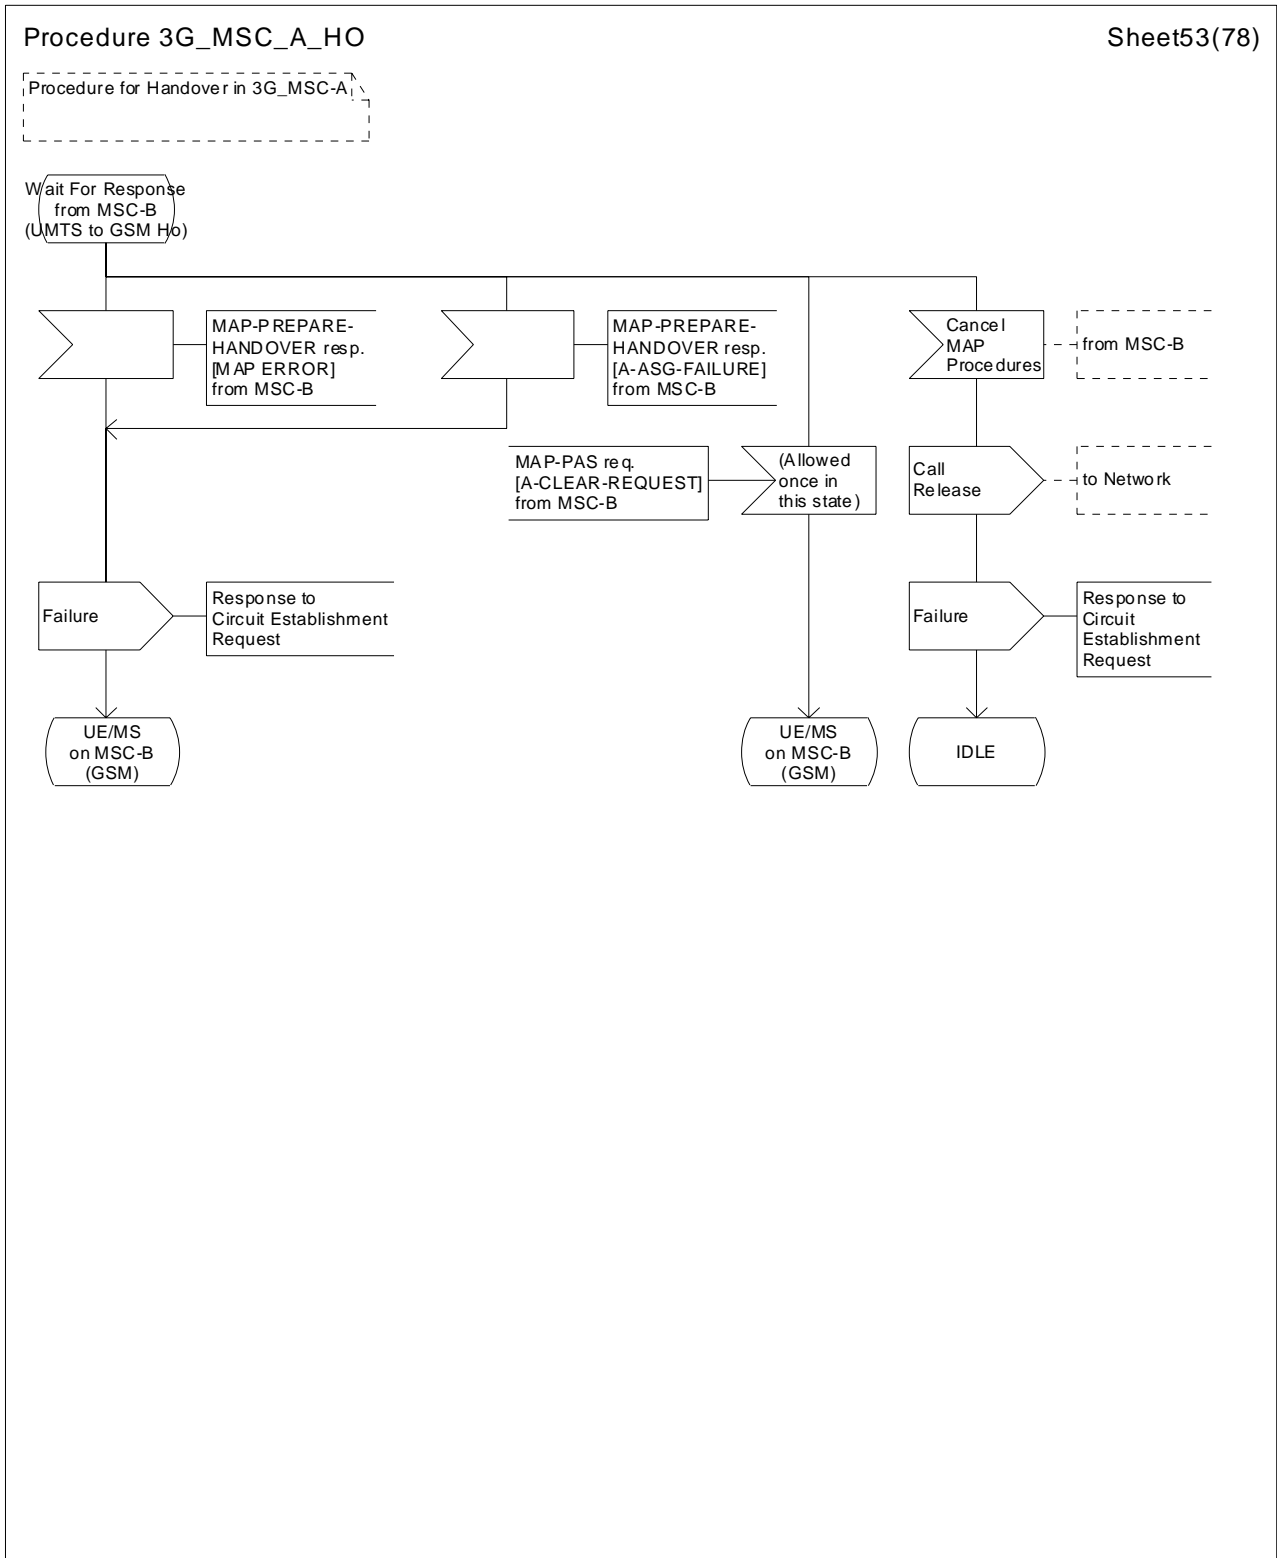 Procedure 3G_MSC_A_HO
Sheet53(78)
Procedure for Handover in 3G_MSC-A
Wait For Response
from MSC-B
(UMTS to GSM Ho)
MAP-PREPARE-
HANDOVER resp.
[MAP ERROR]
from MSC-B
MAP-PREPARE-
HANDOVER resp.
[A-ASG-FAILURE]
from MSC-B
Cancel
MAP
Procedures
from MSC-B
MAP-PAS req.
[A-CLEAR-REQUEST]
from MSC-B
(Allowed
once in
this state)
Call
Release
to Network
Failure
Response to
Circuit Establishment
Request
Failure
Response to
Circuit
Establishment
Request
UE/MS
on MSC-B
(GSM)
UE/MS
on MSC-B
(GSM)
IDLE